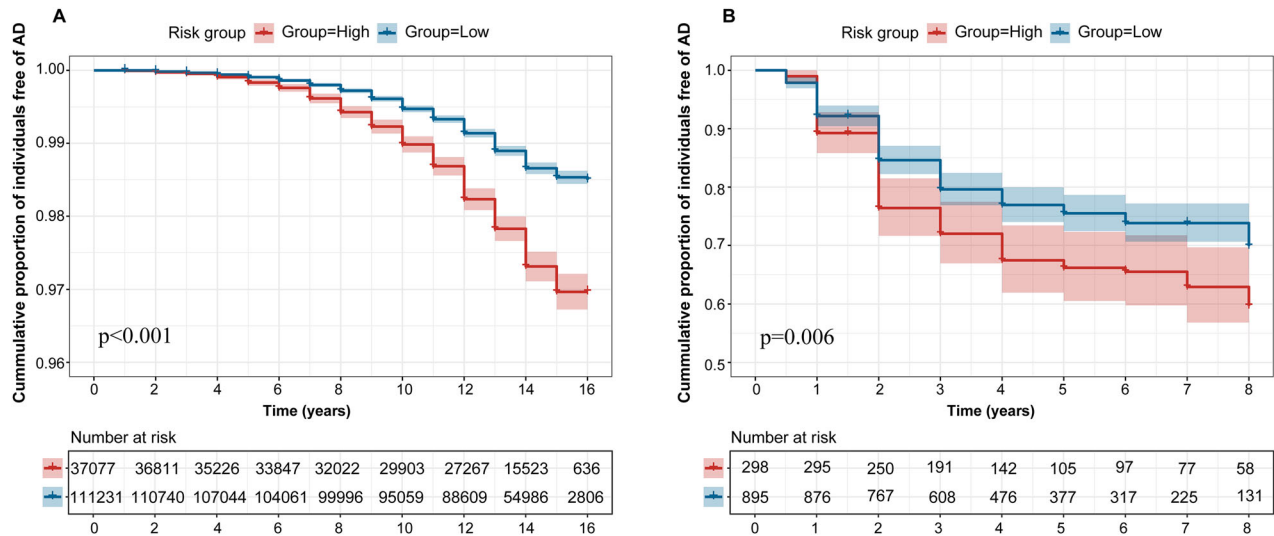 A
Risk group Group=High Group=Low
Cummulative proportion of individuals free of AD
1.00
0.99
0.98
0.97
0.96
p<0.001
0 2 4 6 8 10 12 14 16
Time (years)
Number at risk
37077 36811 35226 33847 32022 29903 27267 15523 636
111231 110740 107044 104061 99996 95059 88609 54986 2806
0 2 4 6 8 10 12 14 16
B
Risk group Group=High Group=Low
Cummulative proportion of individuals free of AD
1.0
0.9
0.8
0.7
0.6
0.5
p=0.006
0 1 2 3 4 5 6 7 8
Time (years)
Number at risk
298 295 250 191 142 105 97 77 58
895 876 767 608 476 377 317 225 131
0 1 2 3 4 5 6 7 8